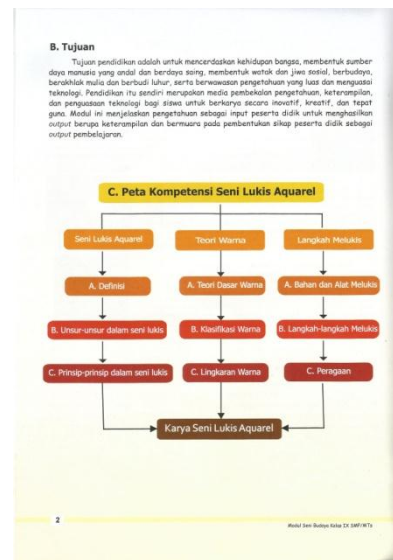 B. Tujuan
Tujuan pendidikan adalah untuk mencerdaskan kehidupan bangsa, membentuk sumber
daya manusia yang andal dan berdaya saing, membentuk watak dan jiwa sosial, berbudaya,
berakhlak mulia dan berbudi luhur, serta berwawasan pengetahuan yang luas dan menguasai
teknologi. Pendidikan itu sendiri merupakan media pembekalan pengetahuan, keterampilan,
dan penguasaan teknologi bagi siswa untuk berkarya secara inovatif, kreatif, dan tepat
guna. Modul ini menjelaskan pengetahuan sebagai input peserta didik untuk menghasilkan
output berupa keterampilan dan bermuara pada pembentukan sikap peserta didik sebagai
output pembelajaran.
C. Peta Kompetensi Seni Lukis Aquarel
Seni Lukis Aquarel
Teori Warna
Langkah Melukis
A. Definisi
A. Teori Dasar Warna
A. Bahan dan Alat Melukis
B. Unsur-unsur dalam seni lukis
B. Klasifikasi Warna
B. Langkah-langkah Melukis
C. Prinsip-prinsip dalam seni lukis
C. Lingkaran Warna
C. Peragaan
Karya Seni Lukis Aquarel
2
Modul Seni Budaya Kelas IX SMP/MTs